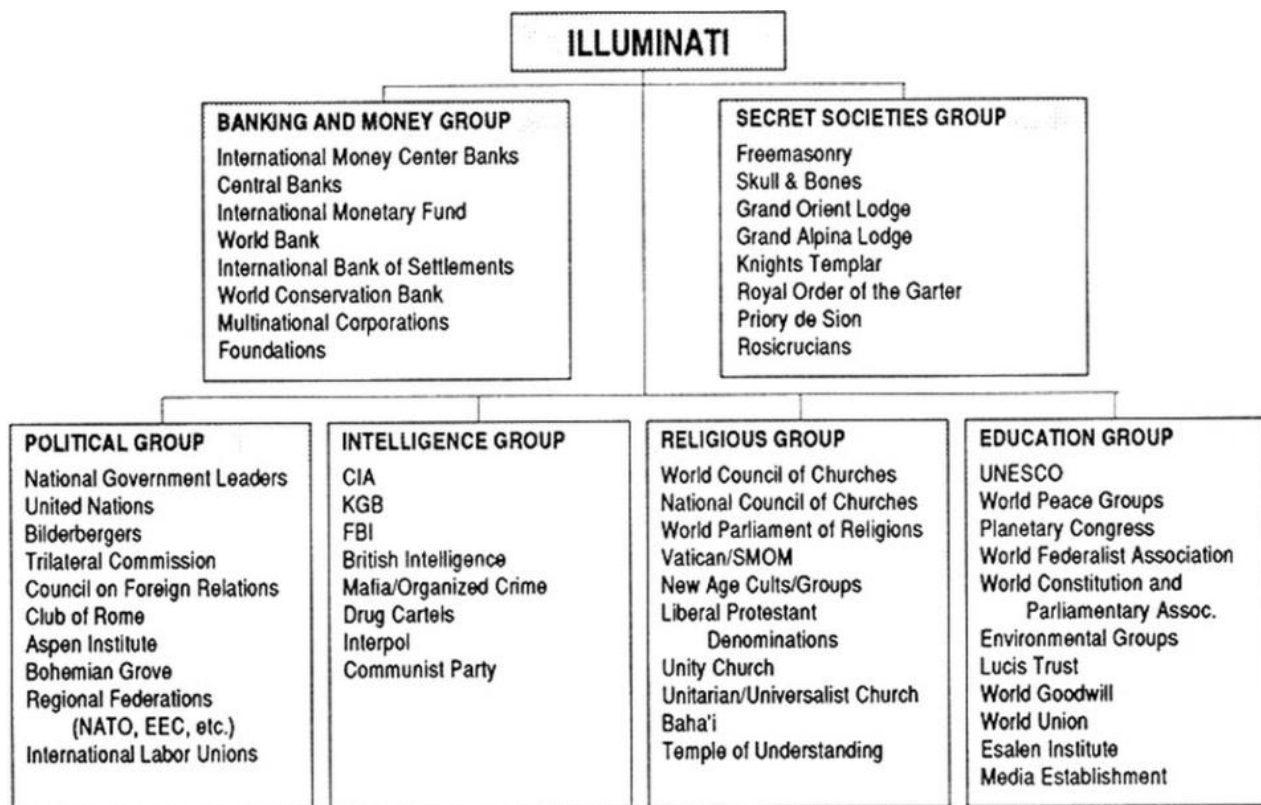 ILLUMINATI
BANKING AND MONEY GROUP
International Money Center Banks
Central Banks
International Monetary Fund
World Bank
International Bank of Settlements
World Conservation Bank
Multinational Corporations
Foundations
SECRET SOCIETIES GROUP
Freemasonry
Skull & Bones
Grand Orient Lodge
Grand Alpina Lodge
Knights Templar
Royal Order of the Garter
Priory de Sion
Rosicrucians
POLITICAL GROUP
National Government Leaders
United Nations
Bilderbergers
Trilateral Commission
Council on Foreign Relations
Club of Rome
Aspen Institute
Bohemian Grove
Regional Federations
(NATO, EEC, etc.)
International Labor Unions
INTELLIGENCE GROUP
CIA
KGB
FBI
British Intelligence
Mafia/Organized Crime
Drug Cartels
Interpol
Communist Party
RELIGIOUS GROUP
World Council of Churches
National Council of Churches
World Parliament of Religions
Vatican/SMOM
New Age Cults/Groups
Liberal Protestant
Denominations
Unity Church
Unitarian/Universalist Church
Baha'i
Temple of Understanding
EDUCATION GROUP
UNESCO
World Peace Groups
Planetary Congress
World Federalist Association
World Constitution and
Parliamentary Assoc.
Environmental Groups
Lucis Trust
World Goodwill
World Union
Esalen Institute
Media Establishment